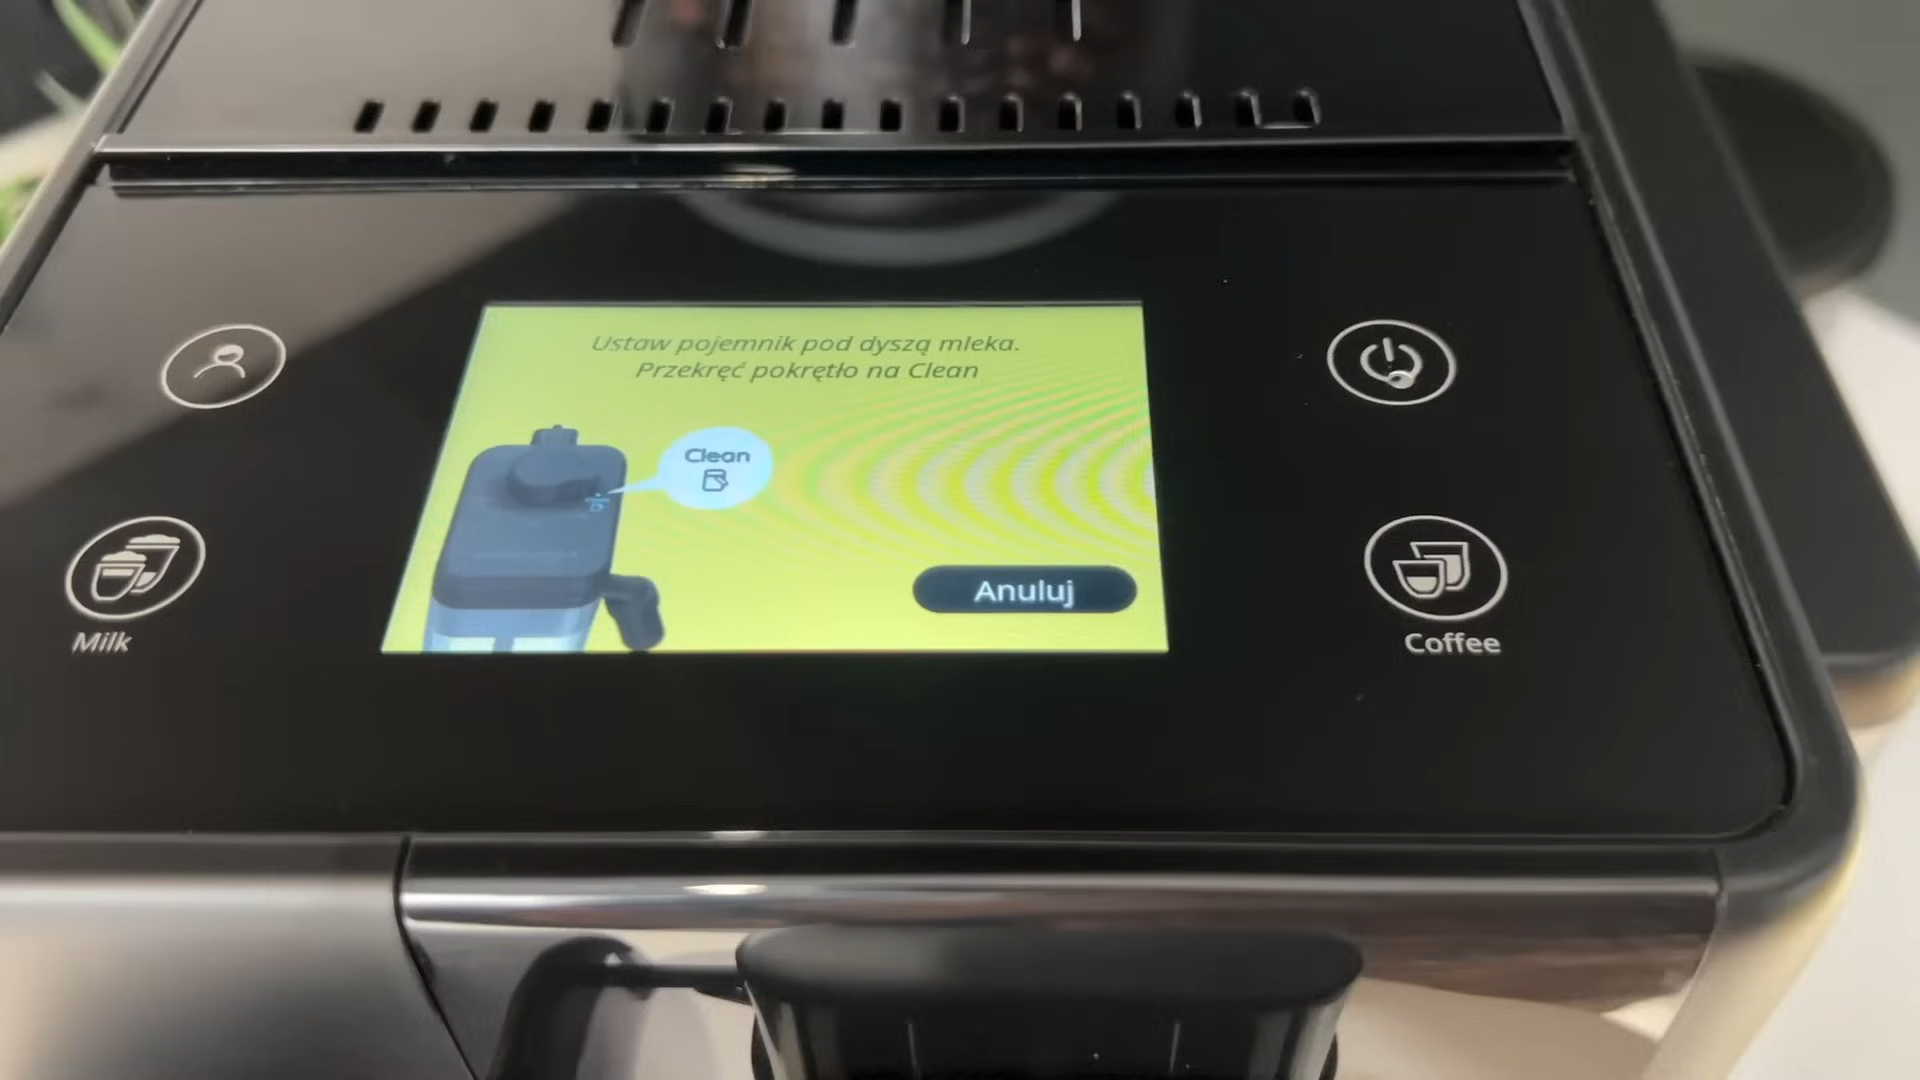 Ustaw pojemnik pod dyszą mleka.
Przekręć pokrętło na Clean
Clean
Anuluj
Milk
Coffee